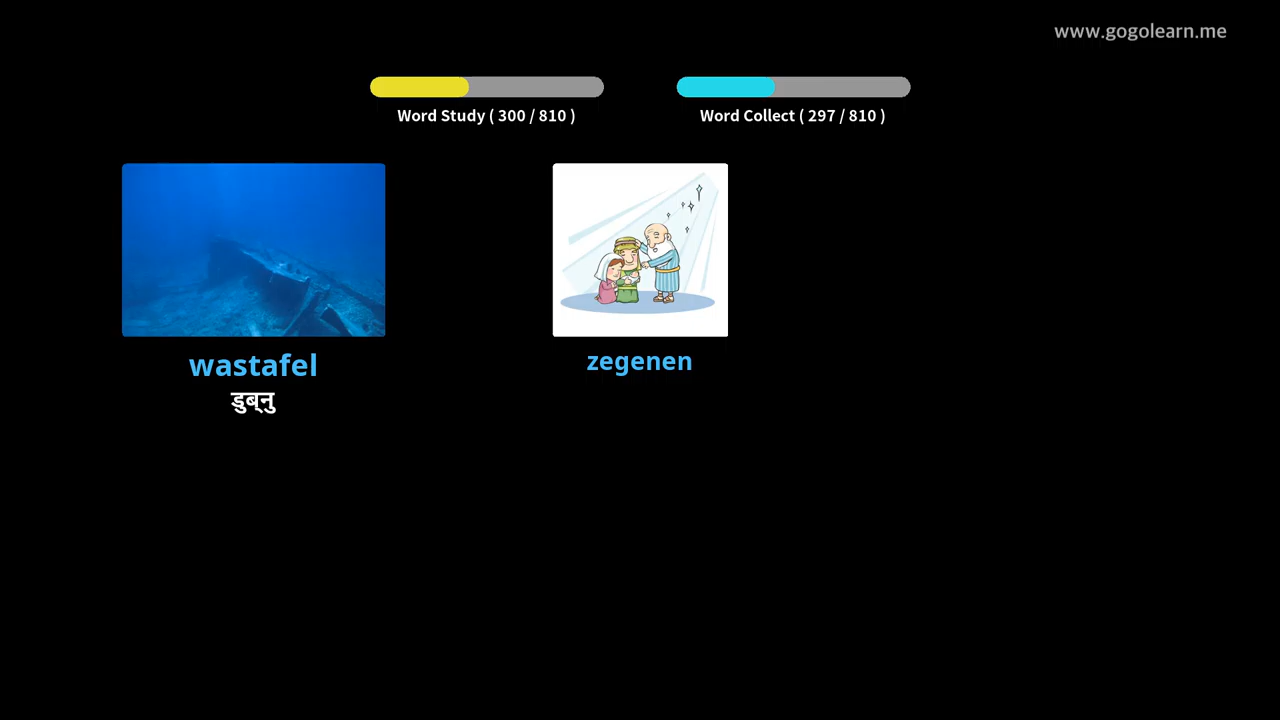 www.gogolearn.me
Word Study ( 300 / 810 )
Word Collect ( 297 / 810 )
wastafel
डुब्नु
zegenen